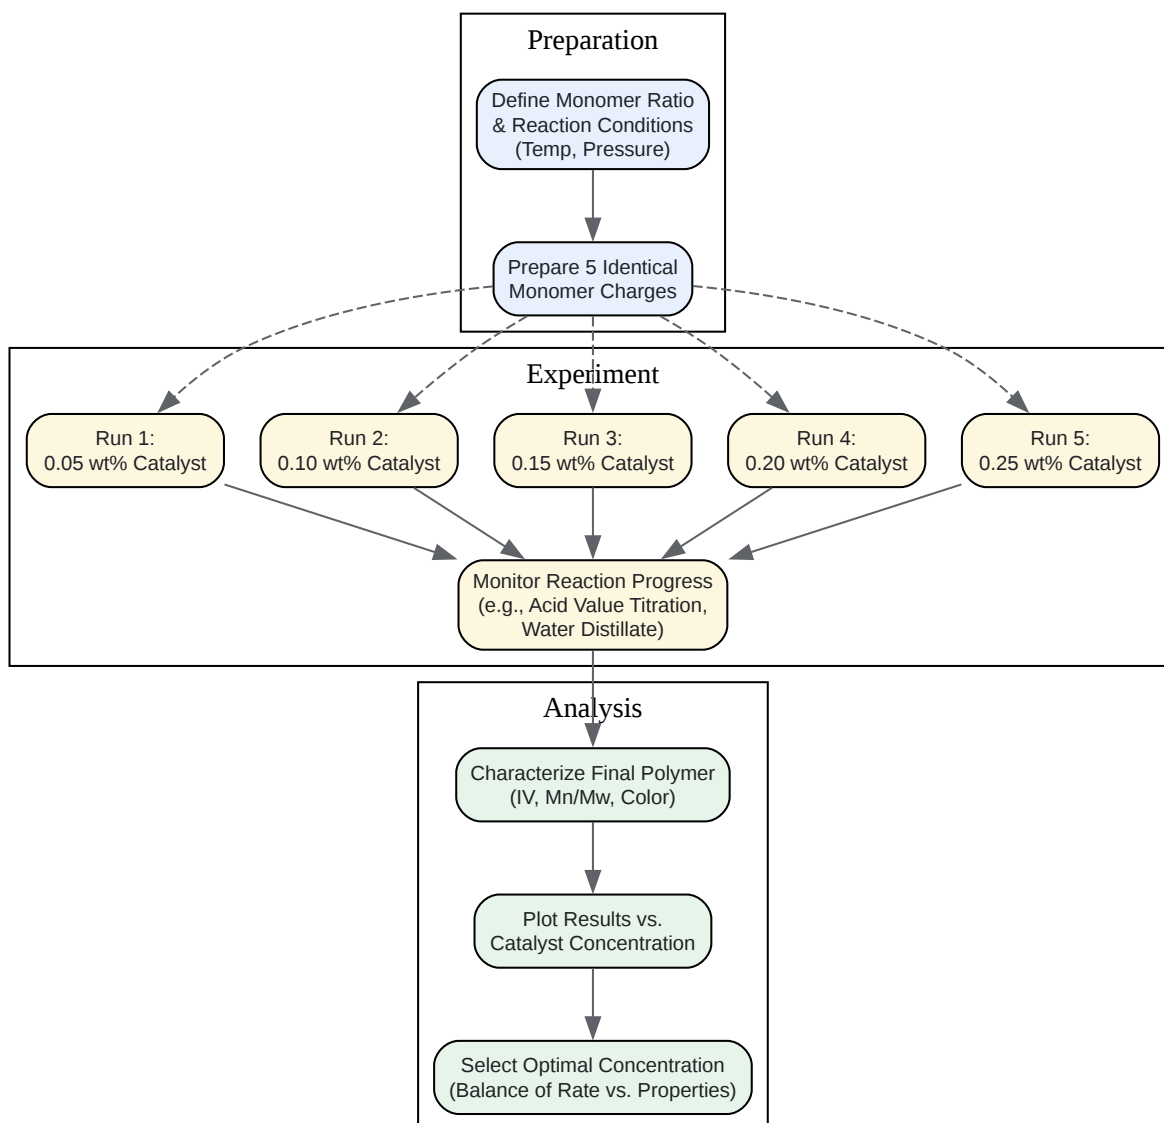 Preparation
Define Monomer Ratio
& Reaction Conditions
(Temp, Pressure)
Prepare 5 Identical
Monomer Charges
Experiment
Run 1:
0.05 wt% Catalyst
Run 2:
0.10 wt% Catalyst
Run 3:
0.15 wt% Catalyst
Run 4:
0.20 wt% Catalyst
Run 5:
0.25 wt% Catalyst
Monitor Reaction Progress
(e.g., Acid Value Titration,
Water Distillate)
Analysis
Characterize Final Polymer
(IV, Mn/Mw, Color)
Plot Results vs.
Catalyst Concentration
Select Optimal Concentration
(Balance of Rate vs. Properties)